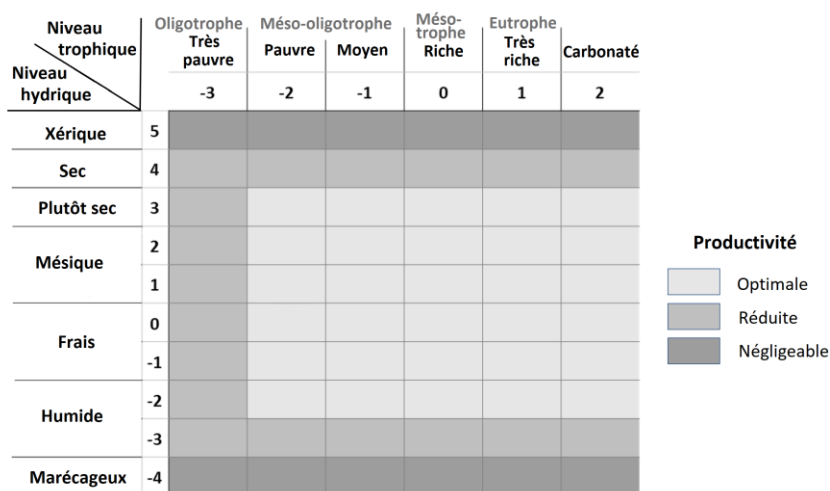 Niveau trophique
Niveau hydrique
Oligotrophe Méso-oligotrophe Méso-trophe Eutrophe
Très pauvre Pauvre Moyen Riche Très riche Carbonaté
-3 -2 -1 0 1 2
Xérique 5
Sec 4
Plutôt sec 3
Mésique 2
1
Frais 0
-1
Humide -2
-3
Marécageux -4
Productivité
Optimale
Réduite
Négligeable